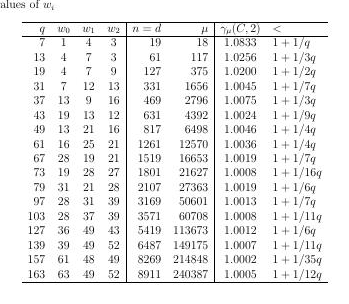 alues of w_i
q w_0 w_1 w_2 n = d μ γ_μ(C, 2) <
7 1 4 3 19 18 1.0833 1 + 1/q
13 4 7 3 61 117 1.0256 1 + 1/3q
19 4 7 9 127 375 1.0200 1 + 1/2q
31 7 12 13 331 1656 1.0045 1 + 1/7q
37 13 9 16 469 2796 1.0075 1 + 1/3q
43 19 13 12 631 4392 1.0024 1 + 1/9q
49 13 21 16 817 6498 1.0046 1 + 1/4q
61 16 25 21 1261 12570 1.0036 1 + 1/4q
67 28 19 21 1519 16653 1.0019 1 + 1/7q
73 19 28 27 1801 21627 1.0008 1 + 1/16q
79 31 21 28 2107 27363 1.0019 1 + 1/6q
97 28 31 39 3169 50601 1.0013 1 + 1/7q
103 28 37 39 3571 60708 1.0008 1 + 1/11q
127 36 49 43 5419 113673 1.0012 1 + 1/6q
139 39 49 52 6487 149175 1.0007 1 + 1/11q
157 61 48 49 8269 214848 1.0002 1 + 1/35q
163 63 49 52 8911 240387 1.0005 1 + 1/12q